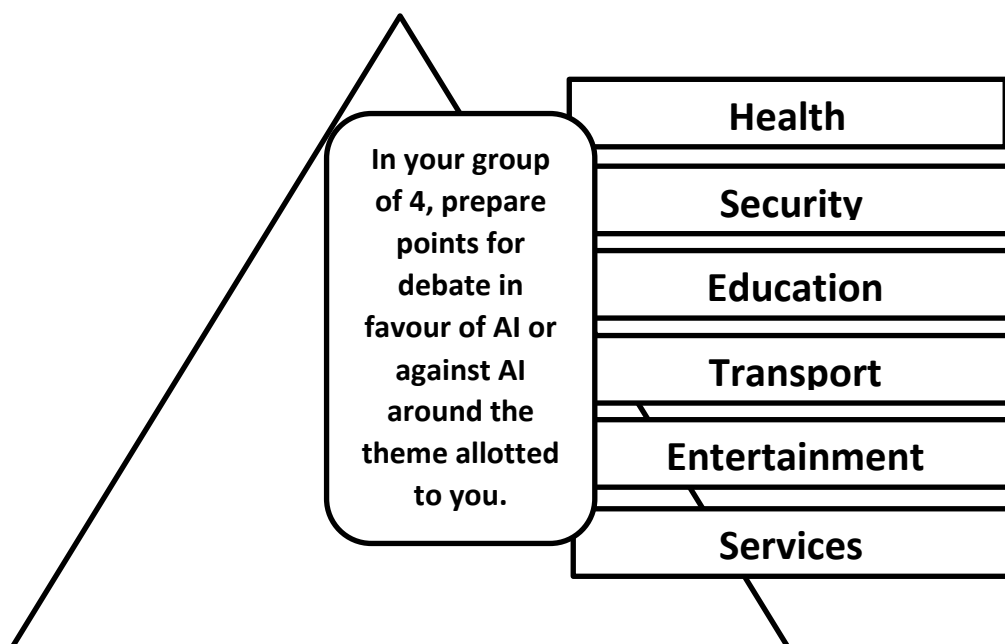 In your group
of 4, prepare
points for
debate in
favour of AI or
against AI
around the
theme allotted
to you.
Health
Security
Education
Transport
Entertainment
Services